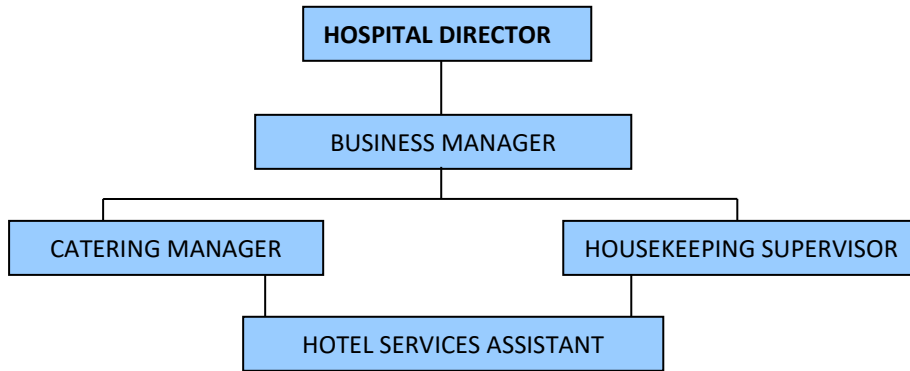 HOSPITAL DIRECTOR
BUSINESS MANAGER
CATERING MANAGER
HOUSEKEEPING SUPERVISOR
HOTEL SERVICES ASSISTANT